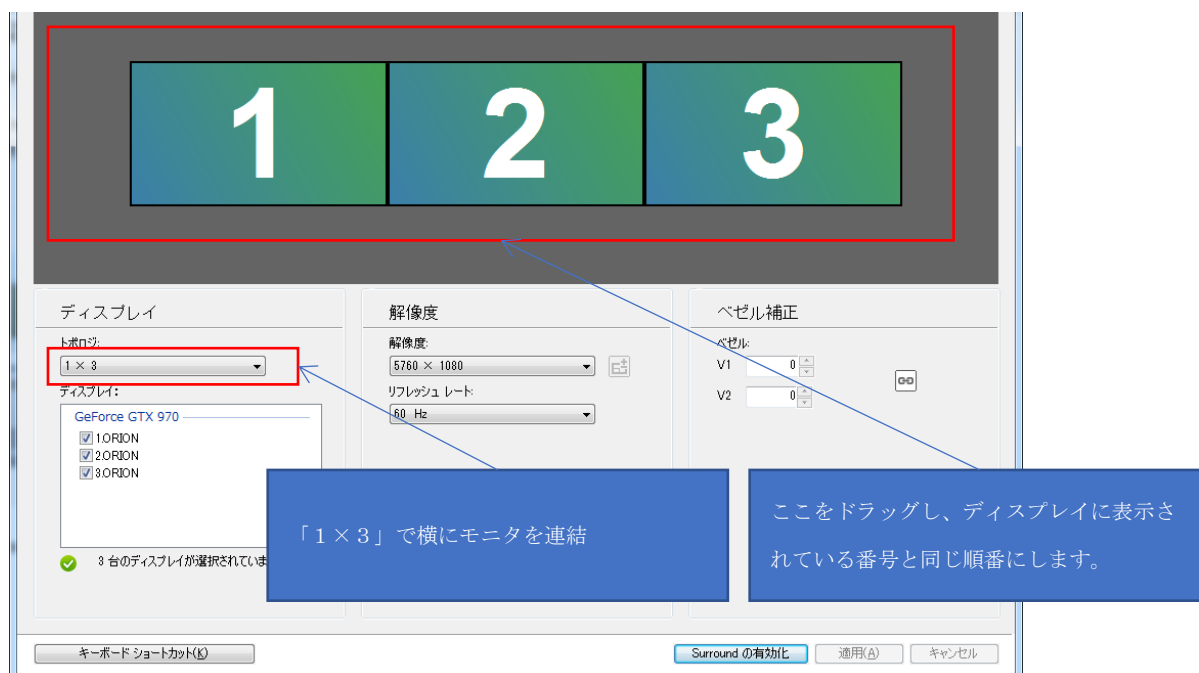 1 2 3
ディスプレイ
トポロジ:
1 × 3
ディスプレイ:
GeForce GTX 970
1.ORION
2.ORION
3.ORION
3 台のディスプレイが選択されていま
解像度
解像度:
5760 × 1080
リフレッシュ レート:
60 Hz
ベゼル補正
ベゼル:
V1 0
V2 0
「1×3」で横にモニタを連結
ここをドラッグし、ディスプレイに表示さ
れている番号と同じ順番にします。
キーボード ショートカット(K)
Surround の有効化
適用(A)
キャンセル